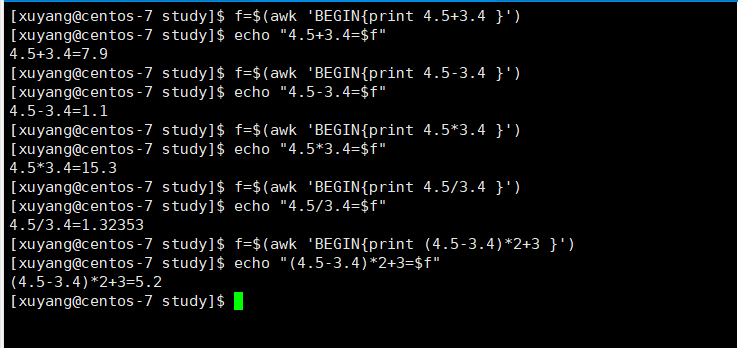 [xuyang@centos-7 study]$ f=$(awk 'BEGIN{print 4.5+3.4 }')
[xuyang@centos-7 study]$ echo "4.5+3.4=$f"
4.5+3.4=7.9
[xuyang@centos-7 study]$ f=$(awk 'BEGIN{print 4.5-3.4 }')
[xuyang@centos-7 study]$ echo "4.5-3.4=$f"
4.5-3.4=1.1
[xuyang@centos-7 study]$ f=$(awk 'BEGIN{print 4.5*3.4 }')
[xuyang@centos-7 study]$ echo "4.5*3.4=$f"
4.5*3.4=15.3
[xuyang@centos-7 study]$ f=$(awk 'BEGIN{print 4.5/3.4 }')
[xuyang@centos-7 study]$ echo "4.5/3.4=$f"
4.5/3.4=1.32353
[xuyang@centos-7 study]$ f=$(awk 'BEGIN{print (4.5-3.4)*2+3 }')
[xuyang@centos-7 study]$ echo "(4.5-3.4)*2+3=$f"
(4.5-3.4)*2+3=5.2
[xuyang@centos-7 study]$